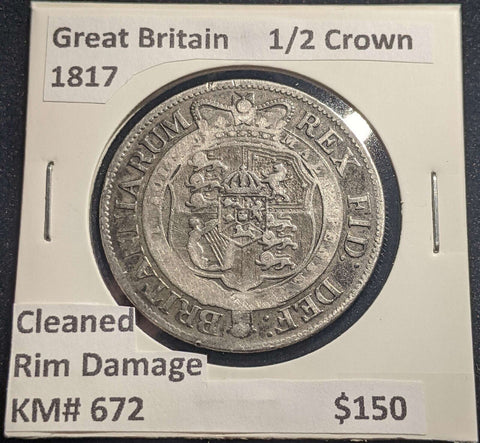 Great Britain 1/2 Crown
1817
BRITANNIARUM REX FID: DEF:
Cleaned
Rim Damage
KM# 672 $150